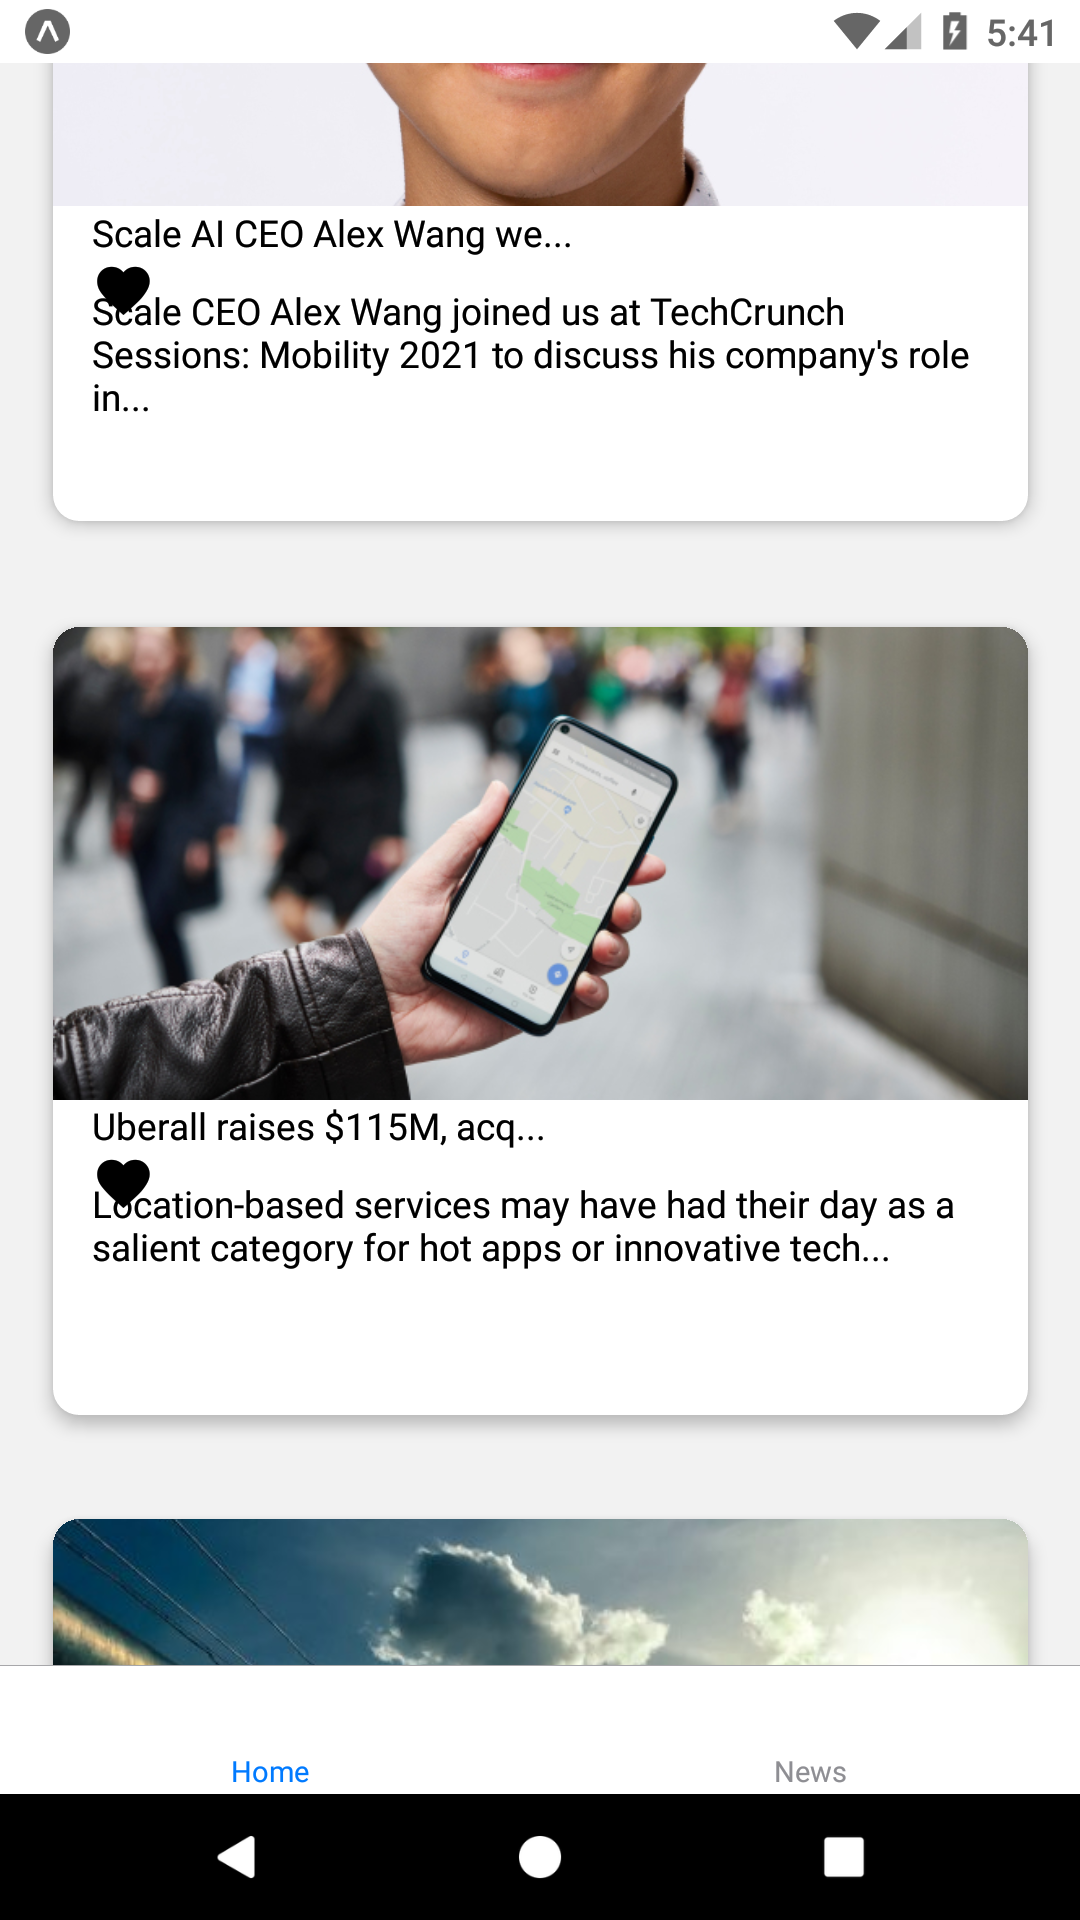 5:41
Scale AI CEO Alex Wang we...
Scale CEO Alex Wang joined us at TechCrunch
Sessions: Mobility 2021 to discuss his company's role
in...
Uberall raises $115M, acq...
Location-based services may have had their day as a
salient category for hot apps or innovative tech...
Home
News